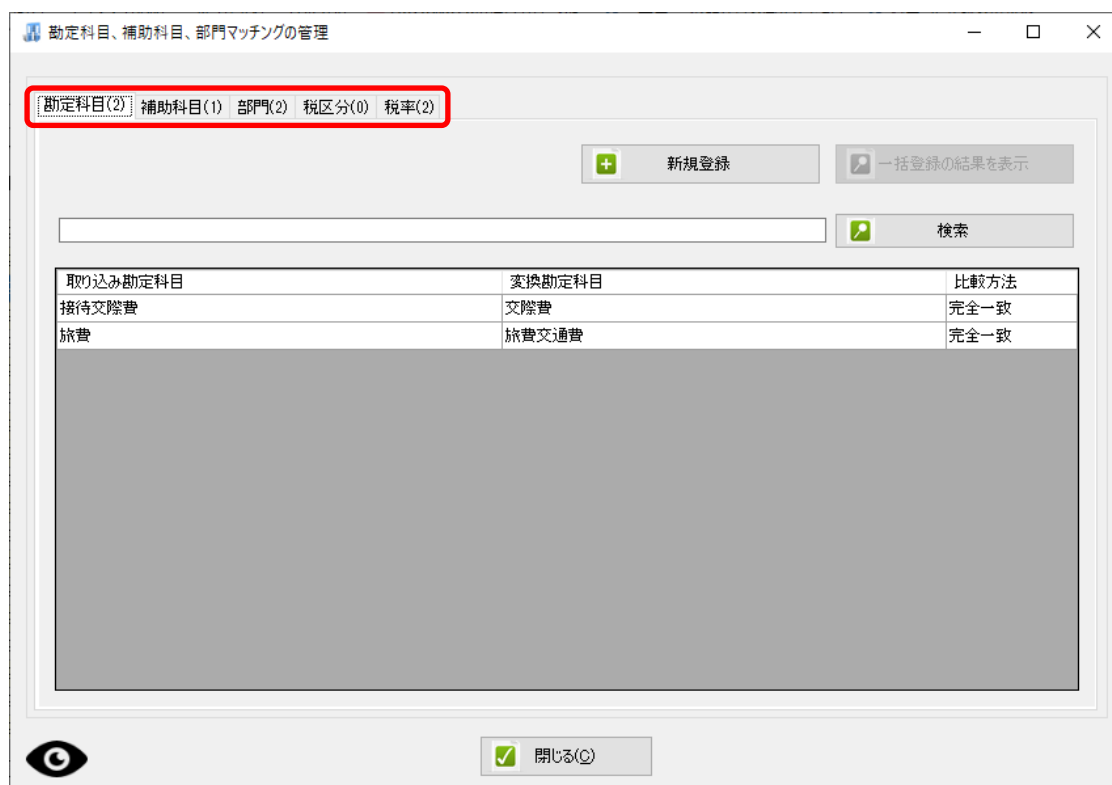 勘定科目、補助科目、部門マッチングの管理
勘定科目(2) 補助科目(1) 部門(2) 税区分(0) 税率(2)
新規登録 一括登録の結果を表示
検索
取り込み勘定科目 変換勘定科目 比較方法
接待交際費 交際費 完全一致
旅費 旅費交通費 完全一致
閉じる(C)